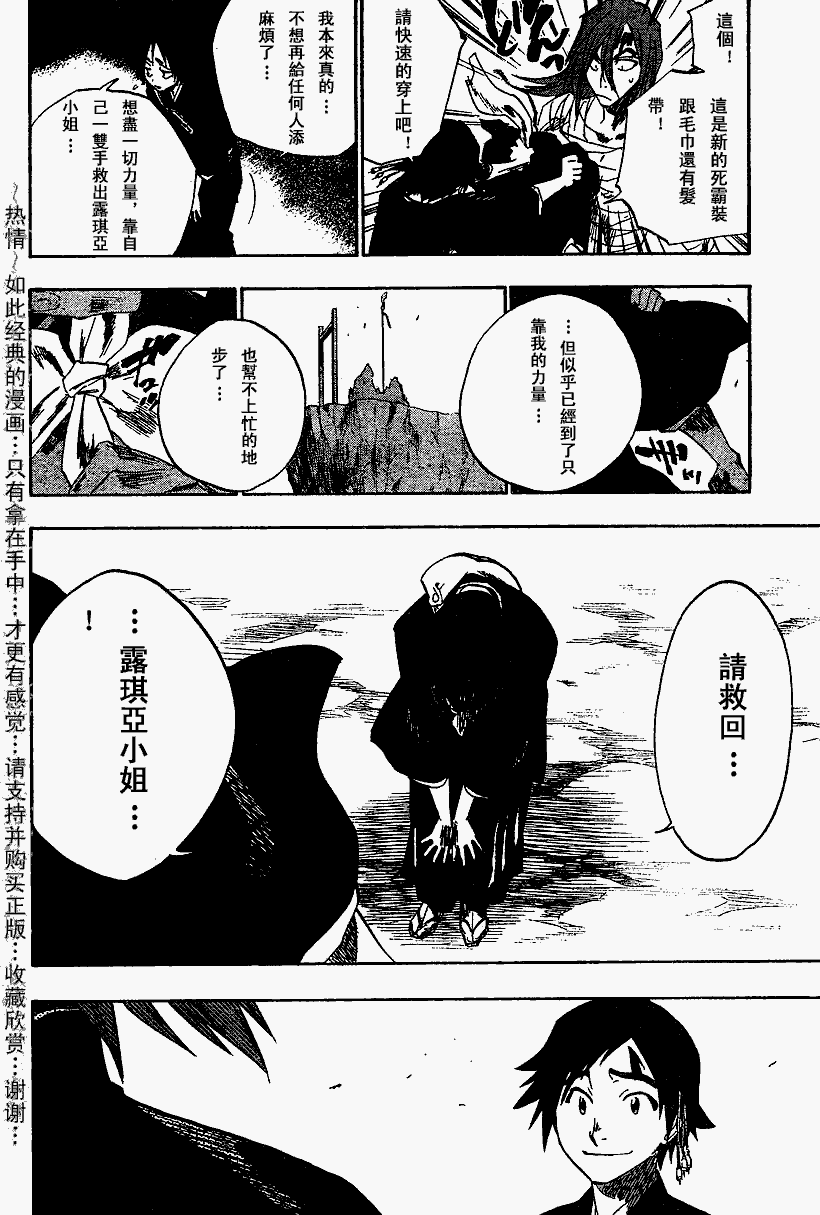 這個！
這是新的死霸裝
跟毛巾還有髮
帶！
請快速的穿上吧！
我本來真的…
不想再給任何人添
麻煩了…
想盡一切力量，靠自
己一雙手救出露琪亞
小姐…
…但似乎已經到了只
靠我的力量…
也幫不上忙的地
步了…
請救回…
…露琪亞小姐…
！
～热情～如此经典的漫画…只有拿在手中…才更有感觉…请支持并购买正版…收藏欣赏…谢谢…